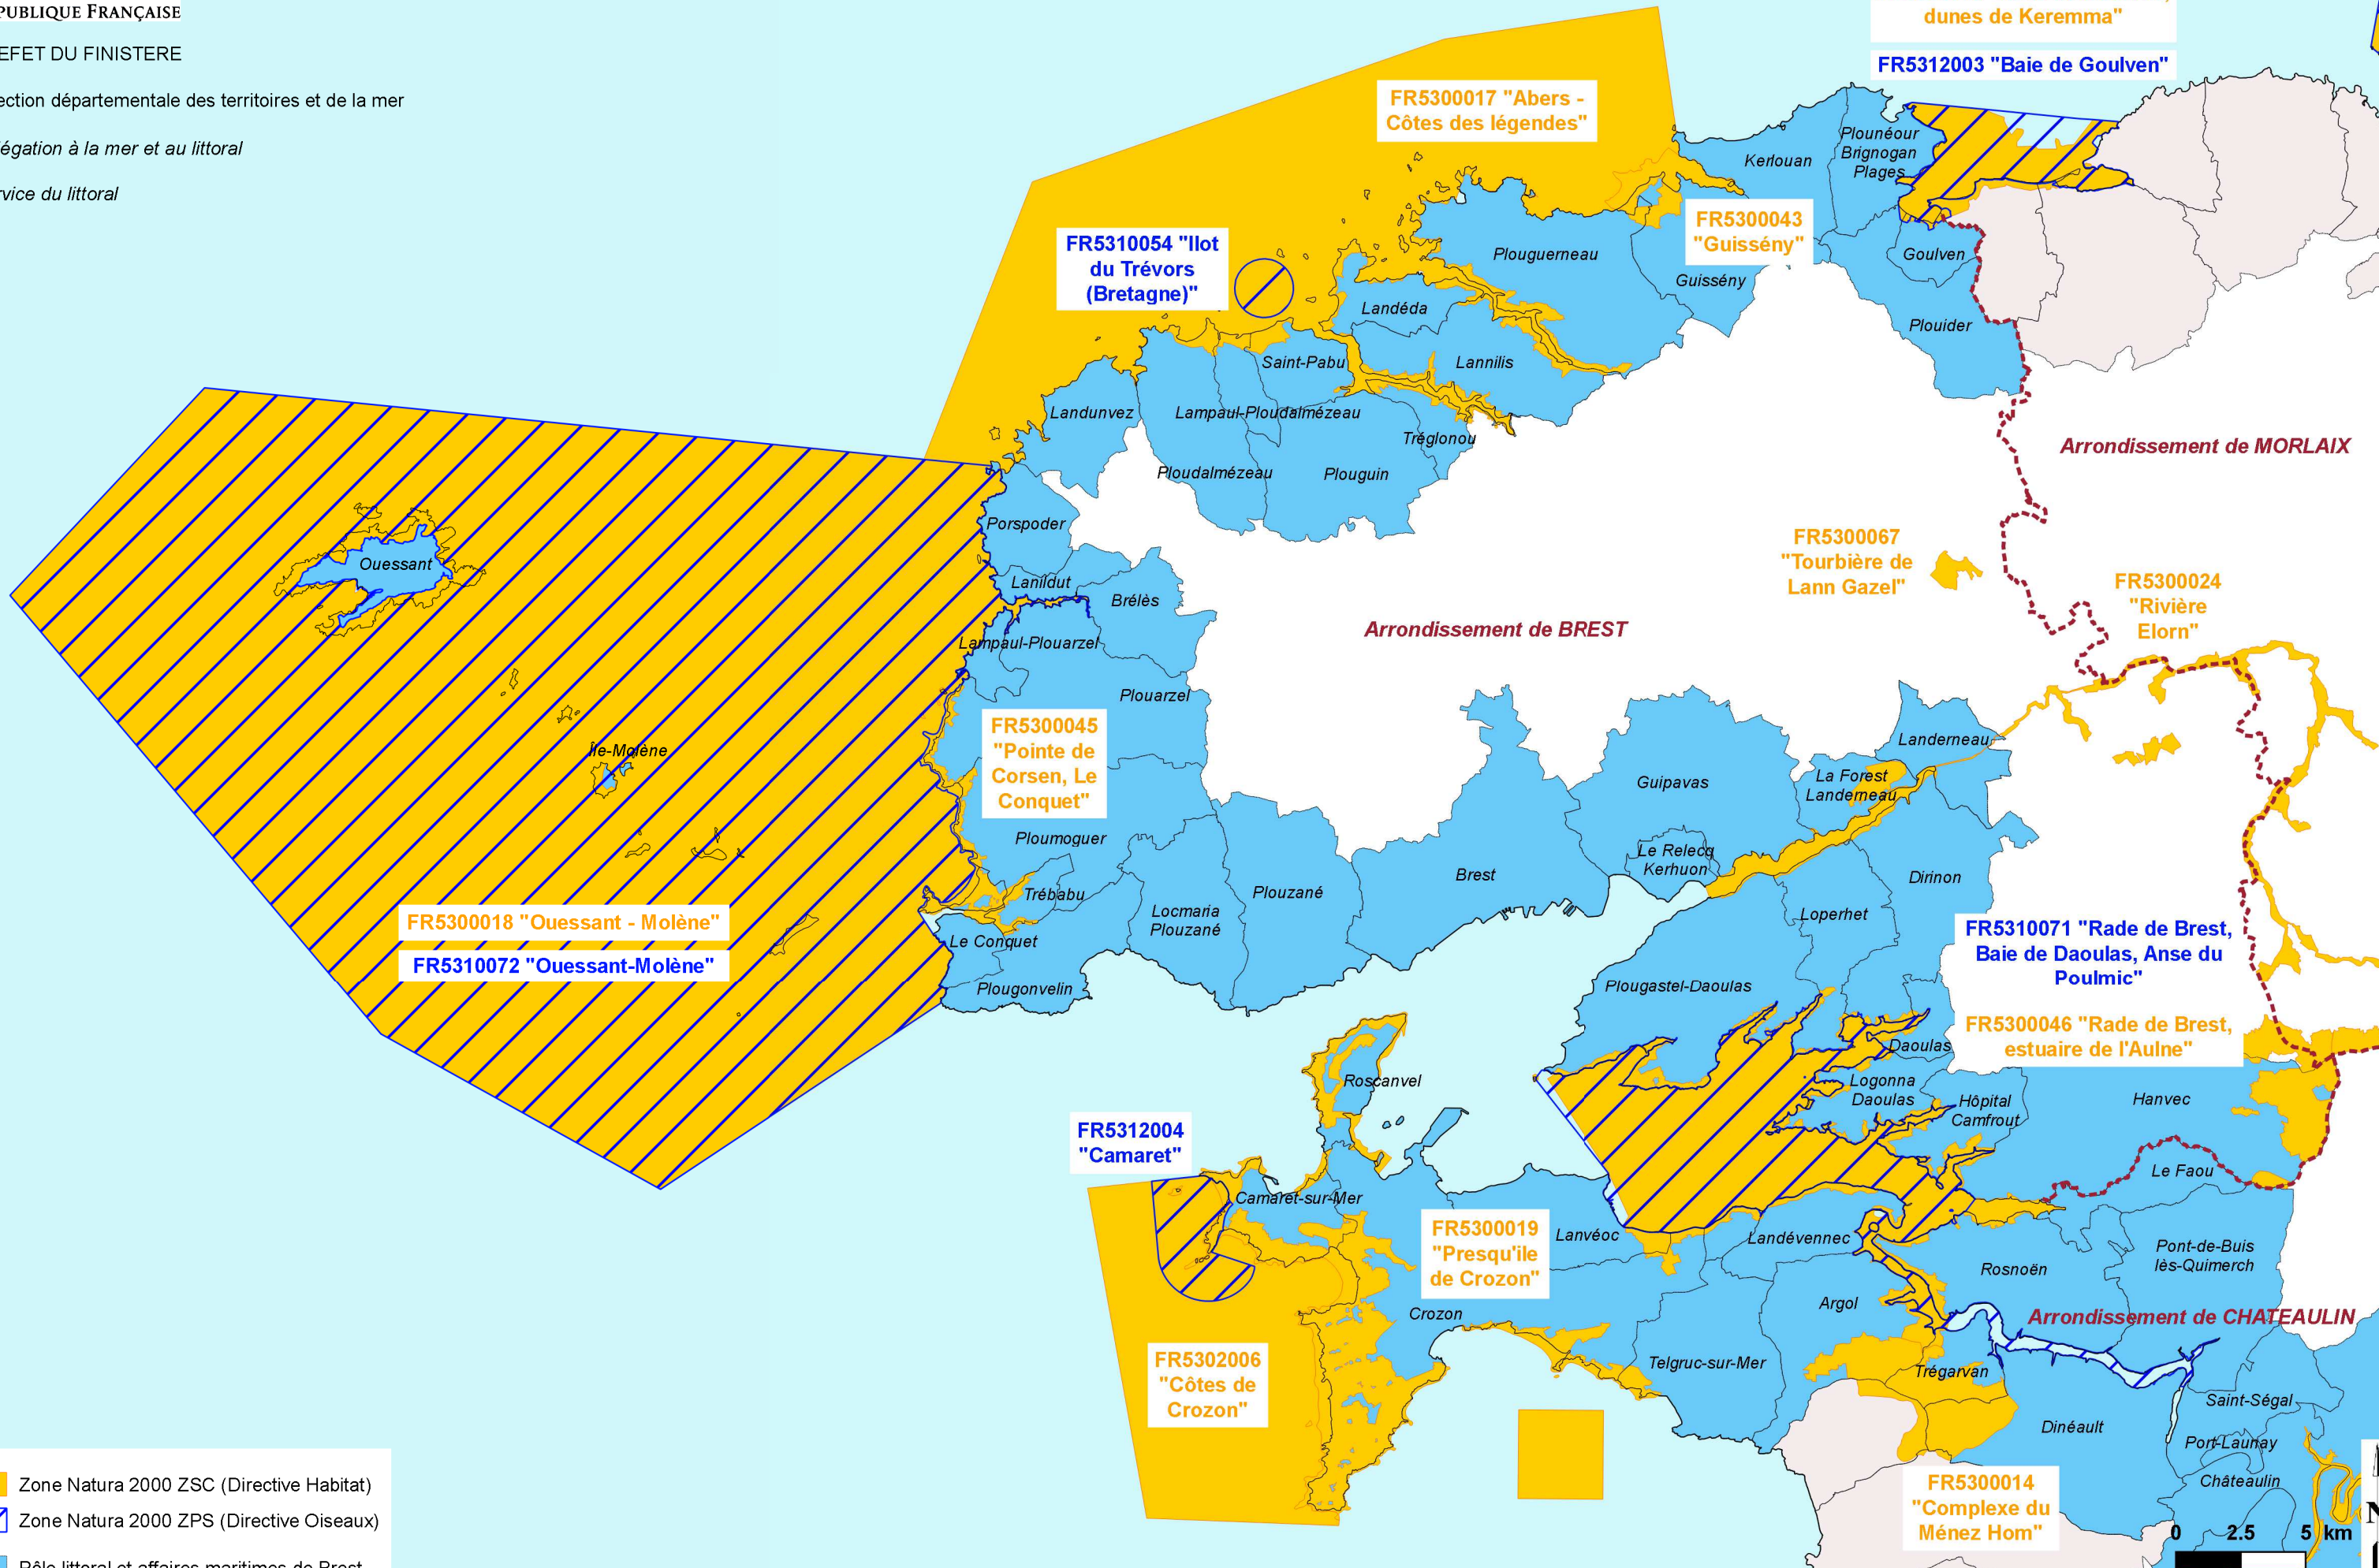 PUBLIQUE FRANÇAISE
EFET DU FINISTERE
ection départementale des territoires et de la mer
égation à la mer et au littoral
rvice du littoral
dunes de Keremma"
FR5312003 "Baie de Goulven"
FR5300017 "Abers -
Côtes des légendes"
Kerlouan
Plounéour
Brignogan
Plages
FR5300043
"Guissény"
FR5310054 "Ilot
du Trévors
(Bretagne)"
Plouguerneau
Guissény
Goulven
Landéda
Plouider
Saint-Pabu
Lannilis
Landunvez
Lampaul-Ploudalmézeau
Tréglonou
Ploudalmézeau
Plouguin
Arrondissement de MORLAIX
Porspoder
Ouessant
FR5300067
"Tourbière de
Lann Gazel"
Lanildut
Brélès
FR5300024
"Rivière
Elorn"
Arrondissement de BREST
Lampaul-Plouarzel
Plouarzel
FR5300045
"Pointe de
Corsen, Le
Conquet"
Île-Molène
Landerneau
Guipavas
La Forest
Landerneau
Ploumoguer
Le Relecq
Kerhuon
Brest
Dirinon
Trébabu
Plouzané
Locmaria
Plouzané
Loperhet
FR5300018 "Ouessant - Molène"
FR5310072 "Ouessant-Molène"
Le Conquet
Plougonvelin
FR5310071 "Rade de Brest,
Baie de Daoulas, Anse du
Poulmic"
Plougastel-Daoulas
FR5300046 "Rade de Brest,
estuaire de l'Aulne"
Daoulas
Roscanvel
Logonna
Daoulas
Hôpital
Camfrout
Hanvec
FR5312004
"Camaret"
Le Faou
Camaret-sur-Mer
FR5300019
"Presqu'ile
de Crozon"
Lanvéoc
Landévennec
Pont-de-Buis
lès-Quimerch
Rosnoën
Argol
Crozon
Arrondissement de CHATEAULIN
FR5302006
"Côtes de
Crozon"
Telgruc-sur-Mer
Trégarvan
Saint-Ségal
Dinéault
Port-Launay
Châteaulin
FR5300014
"Complexe du
Ménez Hom"
Zone Natura 2000 ZSC (Directive Habitat)
Zone Natura 2000 ZPS (Directive Oiseaux)
Pôle littoral et affaires maritimes de Brest
0 2.5 5 km
N